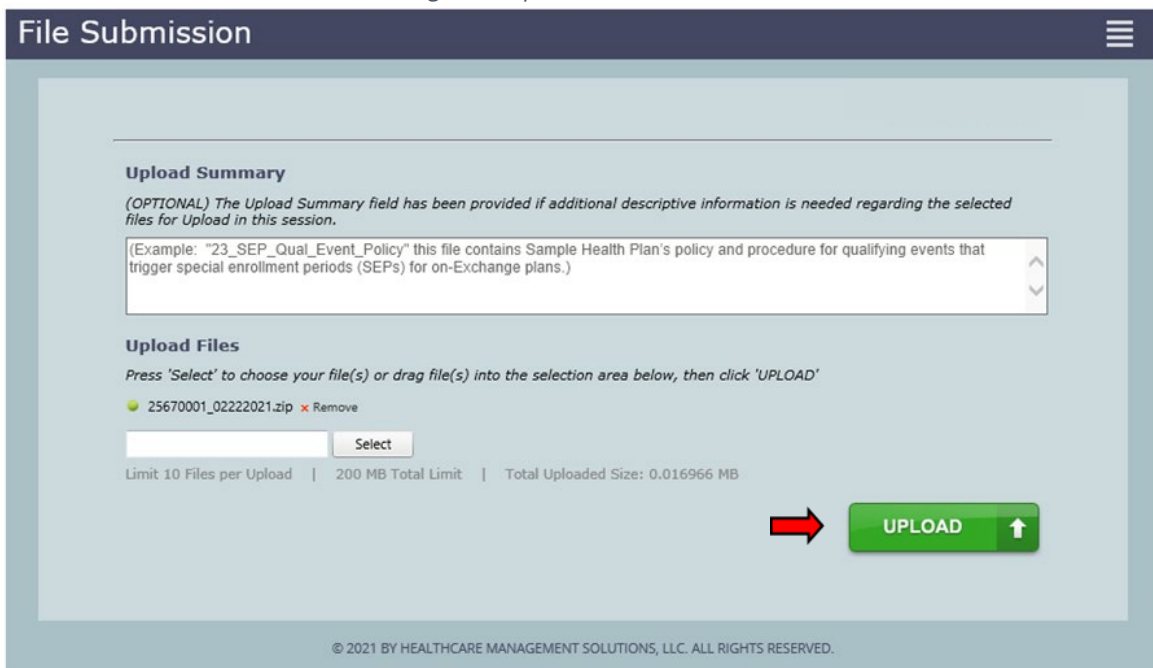 File Submission
Upload Summary
(OPTIONAL) The Upload Summary field has been provided if additional descriptive information is needed regarding the selected
files for Upload in this session.
(Example: "23_SEP_Qual_Event_Policy" this file contains Sample Health Plan's policy and procedure for qualifying events that
trigger special enrollment periods (SEPs) for on-Exchange plans.)
Upload Files
Press 'Select' to choose your file(s) or drag file(s) into the selection area below, then click 'UPLOAD'
25670001_02222021.zip × Remove
Select
Limit 10 Files per Upload | 200 MB Total Limit | Total Uploaded Size: 0.016966 MB
UPLOAD
© 2021 BY HEALTHCARE MANAGEMENT SOLUTIONS, LLC. ALL RIGHTS RESERVED.